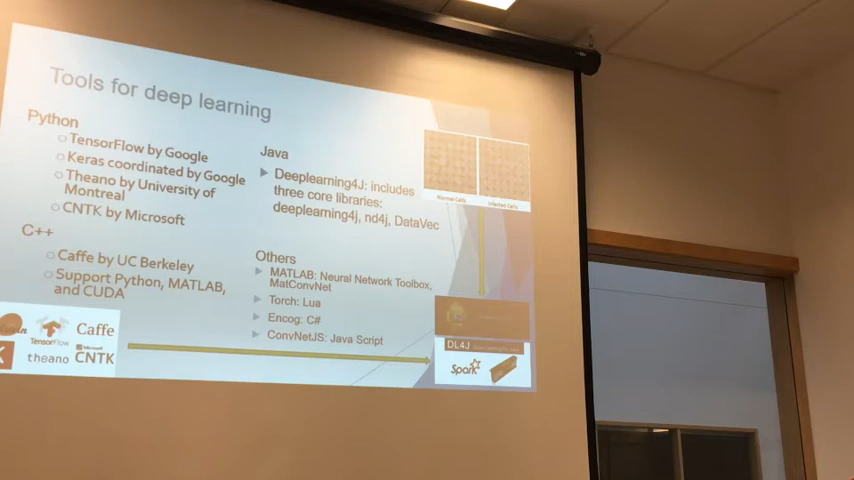 Tools for deep learning
Python
TensorFlow by Google
Keras coordinated by Google
Theano by University of
Montreal
CNTK by Microsoft
C++
Caffe by UC Berkeley
Support Python, MATLAB,
and CUDA
Java
Deeplearning4J: includes
three core libraries:
deeplearning4j, nd4j, DataVec
Others
MATLAB: Neural Network Toolbox,
MatConvNet
Torch: Lua
Encog: C#
ConvNetJS: Java Script
Normal Cells
Infected Cells
TensorFlow
Caffe
K
theano
Microsoft
CNTK
DL4J
Spark